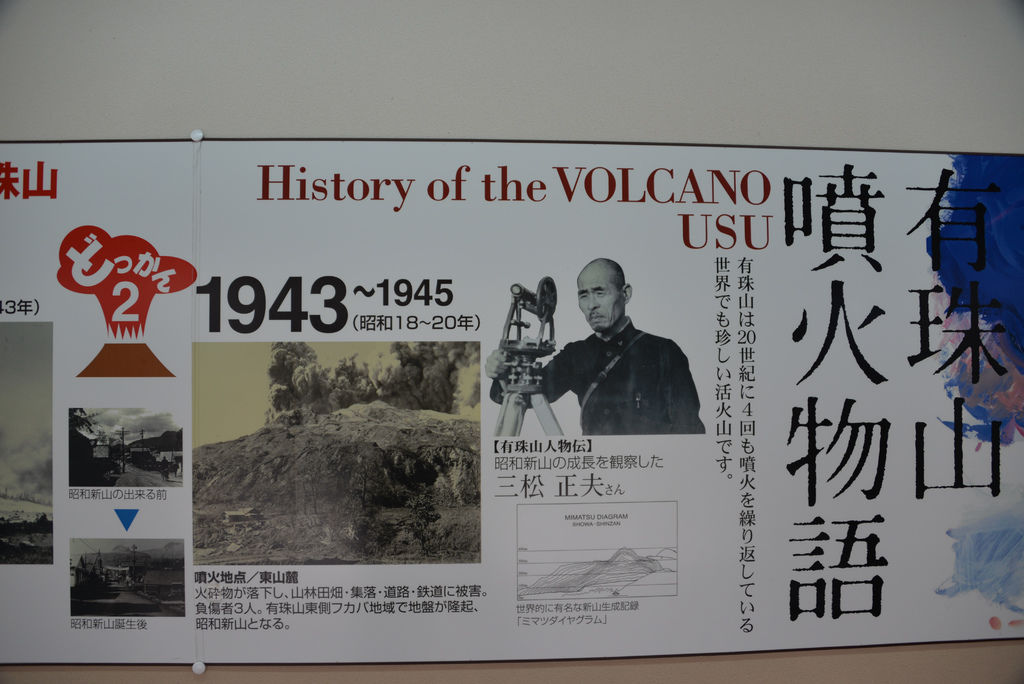 有珠山
噴火物語
History of the VOLCANO
USU
有珠山は20世紀に4回も噴火を繰り返している
世界でも珍しい活火山です。
珠山
どっかん
2
43年)
1943~1945
(昭和18~20年)
【有珠山人物伝】
昭和新山の成長を観察した
三松 正夫さん
MIMATSU DIAGRAM
SHOWA-SHINZAN
世界的に有名な新山生成記録
「ミマツダイヤグラム」
昭和新山の出来る前
昭和新山誕生後
噴火地点／東山麓
火砕物が落下し、山林田畑・集落・道路・鉄道に被害。
負傷者3人。有珠山東側フカバ地域で地盤が隆起、
昭和新山となる。